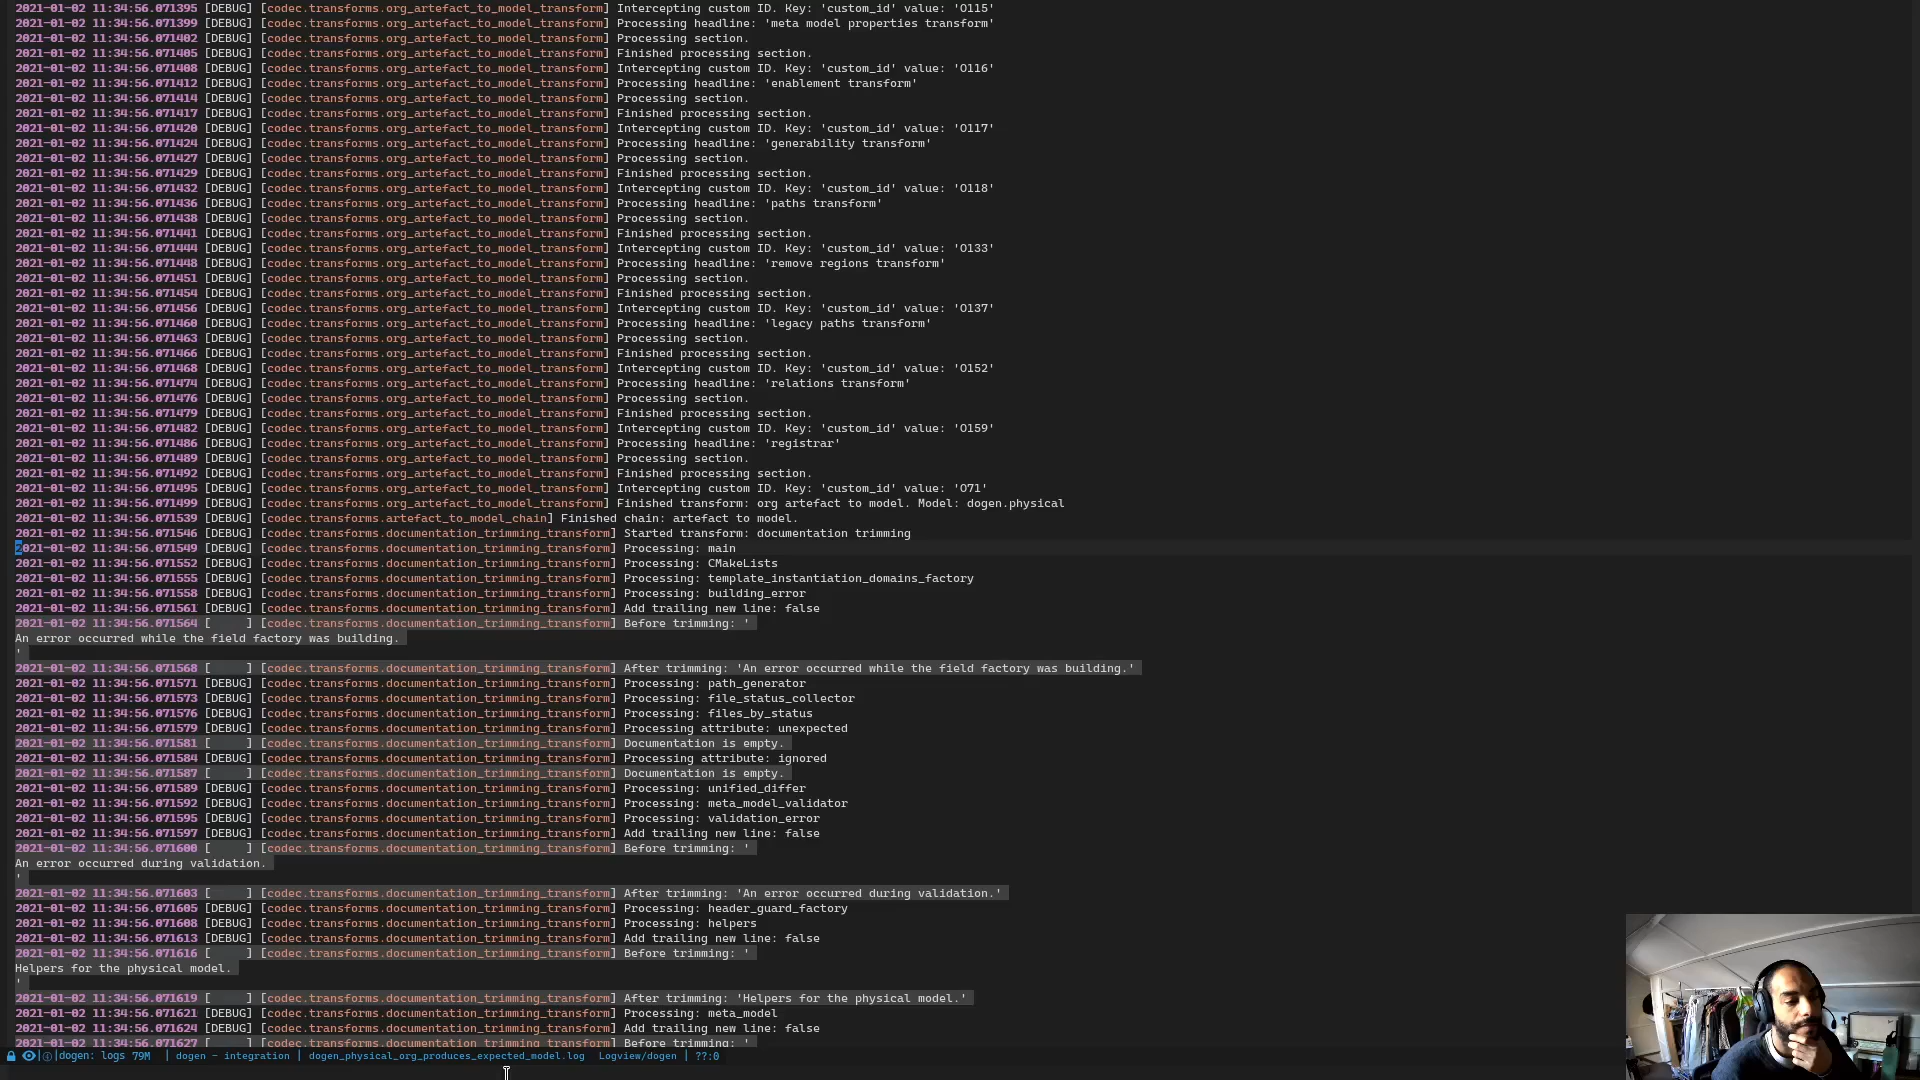 2021-01-02 11:34:56.071395 [DEBUG] [codec.transforms.org_artefact_to_model_transform] Intercepting custom ID. Key: 'custom_id' value: 'O115'
2021-01-02 11:34:56.071399 [DEBUG] [codec.transforms.org_artefact_to_model_transform] Processing headline: 'meta model properties transform'
2021-01-02 11:34:56.071402 [DEBUG] [codec.transforms.org_artefact_to_model_transform] Processing section.
2021-01-02 11:34:56.071405 [DEBUG] [codec.transforms.org_artefact_to_model_transform] Finished processing section.
2021-01-02 11:34:56.071408 [DEBUG] [codec.transforms.org_artefact_to_model_transform] Intercepting custom ID. Key: 'custom_id' value: 'O116'
2021-01-02 11:34:56.071412 [DEBUG] [codec.transforms.org_artefact_to_model_transform] Processing headline: 'enablement transform'
2021-01-02 11:34:56.071414 [DEBUG] [codec.transforms.org_artefact_to_model_transform] Processing section.
2021-01-02 11:34:56.071417 [DEBUG] [codec.transforms.org_artefact_to_model_transform] Finished processing section.
2021-01-02 11:34:56.071420 [DEBUG] [codec.transforms.org_artefact_to_model_transform] Intercepting custom ID. Key: 'custom_id' value: 'O117'
2021-01-02 11:34:56.071424 [DEBUG] [codec.transforms.org_artefact_to_model_transform] Processing headline: 'generability transform'
2021-01-02 11:34:56.071427 [DEBUG] [codec.transforms.org_artefact_to_model_transform] Processing section.
2021-01-02 11:34:56.071429 [DEBUG] [codec.transforms.org_artefact_to_model_transform] Finished processing section.
2021-01-02 11:34:56.071432 [DEBUG] [codec.transforms.org_artefact_to_model_transform] Intercepting custom ID. Key: 'custom_id' value: 'O118'
2021-01-02 11:34:56.071436 [DEBUG] [codec.transforms.org_artefact_to_model_transform] Processing headline: 'paths transform'
2021-01-02 11:34:56.071438 [DEBUG] [codec.transforms.org_artefact_to_model_transform] Processing section.
2021-01-02 11:34:56.071441 [DEBUG] [codec.transforms.org_artefact_to_model_transform] Finished processing section.
2021-01-02 11:34:56.071444 [DEBUG] [codec.transforms.org_artefact_to_model_transform] Intercepting custom ID. Key: 'custom_id' value: 'O133'
2021-01-02 11:34:56.071448 [DEBUG] [codec.transforms.org_artefact_to_model_transform] Processing headline: 'remove regions transform'
2021-01-02 11:34:56.071451 [DEBUG] [codec.transforms.org_artefact_to_model_transform] Processing section.
2021-01-02 11:34:56.071454 [DEBUG] [codec.transforms.org_artefact_to_model_transform] Finished processing section.
2021-01-02 11:34:56.071456 [DEBUG] [codec.transforms.org_artefact_to_model_transform] Intercepting custom ID. Key: 'custom_id' value: 'O137'
2021-01-02 11:34:56.071460 [DEBUG] [codec.transforms.org_artefact_to_model_transform] Processing headline: 'legacy paths transform'
2021-01-02 11:34:56.071463 [DEBUG] [codec.transforms.org_artefact_to_model_transform] Processing section.
2021-01-02 11:34:56.071466 [DEBUG] [codec.transforms.org_artefact_to_model_transform] Finished processing section.
2021-01-02 11:34:56.071468 [DEBUG] [codec.transforms.org_artefact_to_model_transform] Intercepting custom ID. Key: 'custom_id' value: 'O152'
2021-01-02 11:34:56.071474 [DEBUG] [codec.transforms.org_artefact_to_model_transform] Processing headline: 'relations transform'
2021-01-02 11:34:56.071476 [DEBUG] [codec.transforms.org_artefact_to_model_transform] Processing section.
2021-01-02 11:34:56.071479 [DEBUG] [codec.transforms.org_artefact_to_model_transform] Finished processing section.
2021-01-02 11:34:56.071482 [DEBUG] [codec.transforms.org_artefact_to_model_transform] Intercepting custom ID. Key: 'custom_id' value: 'O159'
2021-01-02 11:34:56.071486 [DEBUG] [codec.transforms.org_artefact_to_model_transform] Processing headline: 'registrar'
2021-01-02 11:34:56.071489 [DEBUG] [codec.transforms.org_artefact_to_model_transform] Processing section.
2021-01-02 11:34:56.071492 [DEBUG] [codec.transforms.org_artefact_to_model_transform] Finished processing section.
2021-01-02 11:34:56.071495 [DEBUG] [codec.transforms.org_artefact_to_model_transform] Intercepting custom ID. Key: 'custom_id' value: 'O71'
2021-01-02 11:34:56.071499 [DEBUG] [codec.transforms.org_artefact_to_model_transform] Finished transform: org artefact to model. Model: dogen.physical
2021-01-02 11:34:56.071539 [DEBUG] [codec.transforms.artefact_to_model_chain] Finished chain: artefact to model.
2021-01-02 11:34:56.071546 [DEBUG] [codec.transforms.documentation_trimming_transform] Started transform: documentation trimming
2021-01-02 11:34:56.071549 [DEBUG] [codec.transforms.documentation_trimming_transform] Processing: main
2021-01-02 11:34:56.071552 [DEBUG] [codec.transforms.documentation_trimming_transform] Processing: CMakeLists
2021-01-02 11:34:56.071555 [DEBUG] [codec.transforms.documentation_trimming_transform] Processing: template_instantiation_domains_factory
2021-01-02 11:34:56.071558 [DEBUG] [codec.transforms.documentation_trimming_transform] Processing: building_error
2021-01-02 11:34:56.071561 [DEBUG] [codec.transforms.documentation_trimming_transform] Add trailing new line: false
2021-01-02 11:34:56.071564 [     ] [codec.transforms.documentation_trimming_transform] Before trimming: '
An error occurred while the field factory was building.
'
2021-01-02 11:34:56.071568 [     ] [codec.transforms.documentation_trimming_transform] After trimming: 'An error occurred while the field factory was building.'
2021-01-02 11:34:56.071571 [DEBUG] [codec.transforms.documentation_trimming_transform] Processing: path_generator
2021-01-02 11:34:56.071573 [DEBUG] [codec.transforms.documentation_trimming_transform] Processing: file_status_collector
2021-01-02 11:34:56.071576 [DEBUG] [codec.transforms.documentation_trimming_transform] Processing: files_by_status
2021-01-02 11:34:56.071579 [DEBUG] [codec.transforms.documentation_trimming_transform] Processing attribute: unexpected
2021-01-02 11:34:56.071581 [     ] [codec.transforms.documentation_trimming_transform] Documentation is empty.
2021-01-02 11:34:56.071584 [DEBUG] [codec.transforms.documentation_trimming_transform] Processing attribute: ignored
2021-01-02 11:34:56.071587 [     ] [codec.transforms.documentation_trimming_transform] Documentation is empty.
2021-01-02 11:34:56.071589 [DEBUG] [codec.transforms.documentation_trimming_transform] Processing: unified_differ
2021-01-02 11:34:56.071592 [DEBUG] [codec.transforms.documentation_trimming_transform] Processing: meta_model_validator
2021-01-02 11:34:56.071595 [DEBUG] [codec.transforms.documentation_trimming_transform] Processing: validation_error
2021-01-02 11:34:56.071597 [DEBUG] [codec.transforms.documentation_trimming_transform] Add trailing new line: false
2021-01-02 11:34:56.071600 [     ] [codec.transforms.documentation_trimming_transform] Before trimming: '
An error occurred during validation.
'
2021-01-02 11:34:56.071603 [     ] [codec.transforms.documentation_trimming_transform] After trimming: 'An error occurred during validation.'
2021-01-02 11:34:56.071605 [DEBUG] [codec.transforms.documentation_trimming_transform] Processing: header_guard_factory
2021-01-02 11:34:56.071608 [DEBUG] [codec.transforms.documentation_trimming_transform] Processing: helpers
2021-01-02 11:34:56.071613 [DEBUG] [codec.transforms.documentation_trimming_transform] Add trailing new line: false
2021-01-02 11:34:56.071616 [     ] [codec.transforms.documentation_trimming_transform] Before trimming: '
Helpers for the physical model.
'
2021-01-02 11:34:56.071619 [     ] [codec.transforms.documentation_trimming_transform] After trimming: 'Helpers for the physical model.'
2021-01-02 11:34:56.071621 [DEBUG] [codec.transforms.documentation_trimming_transform] Processing: meta_model
2021-01-02 11:34:56.071624 [DEBUG] [codec.transforms.documentation_trimming_transform] Add trailing new line: false
2021-01-02 11:34:56.071627 [     ] [codec.transforms.documentation_trimming_transform] Before trimming: '
dogen: logs 79M | dogen - integration | dogen_physical_org_produces_expected_model.log Logview/dogen | ??:0